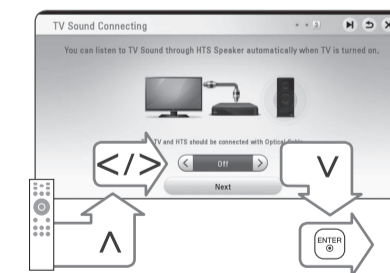 TV Sound Connecting
3
You can listen to TV Sound through HTS Speaker automatically when TV is turned on.
TV and HTS should be connected with Optical
< / >
< Off >
Next
ENTER